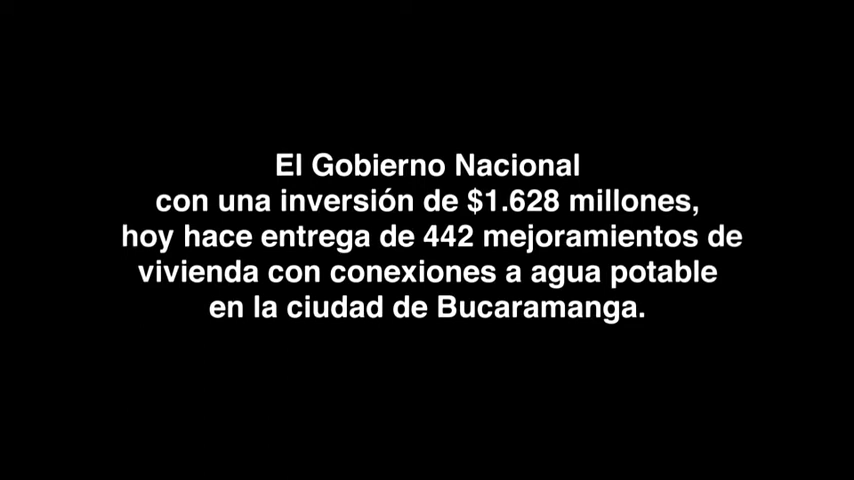 El Gobierno Nacional
con una inversión de $1.628 millones,
hoy hace entrega de 442 mejoramientos de
vivienda con conexiones a agua potable
en la ciudad de Bucaramanga.